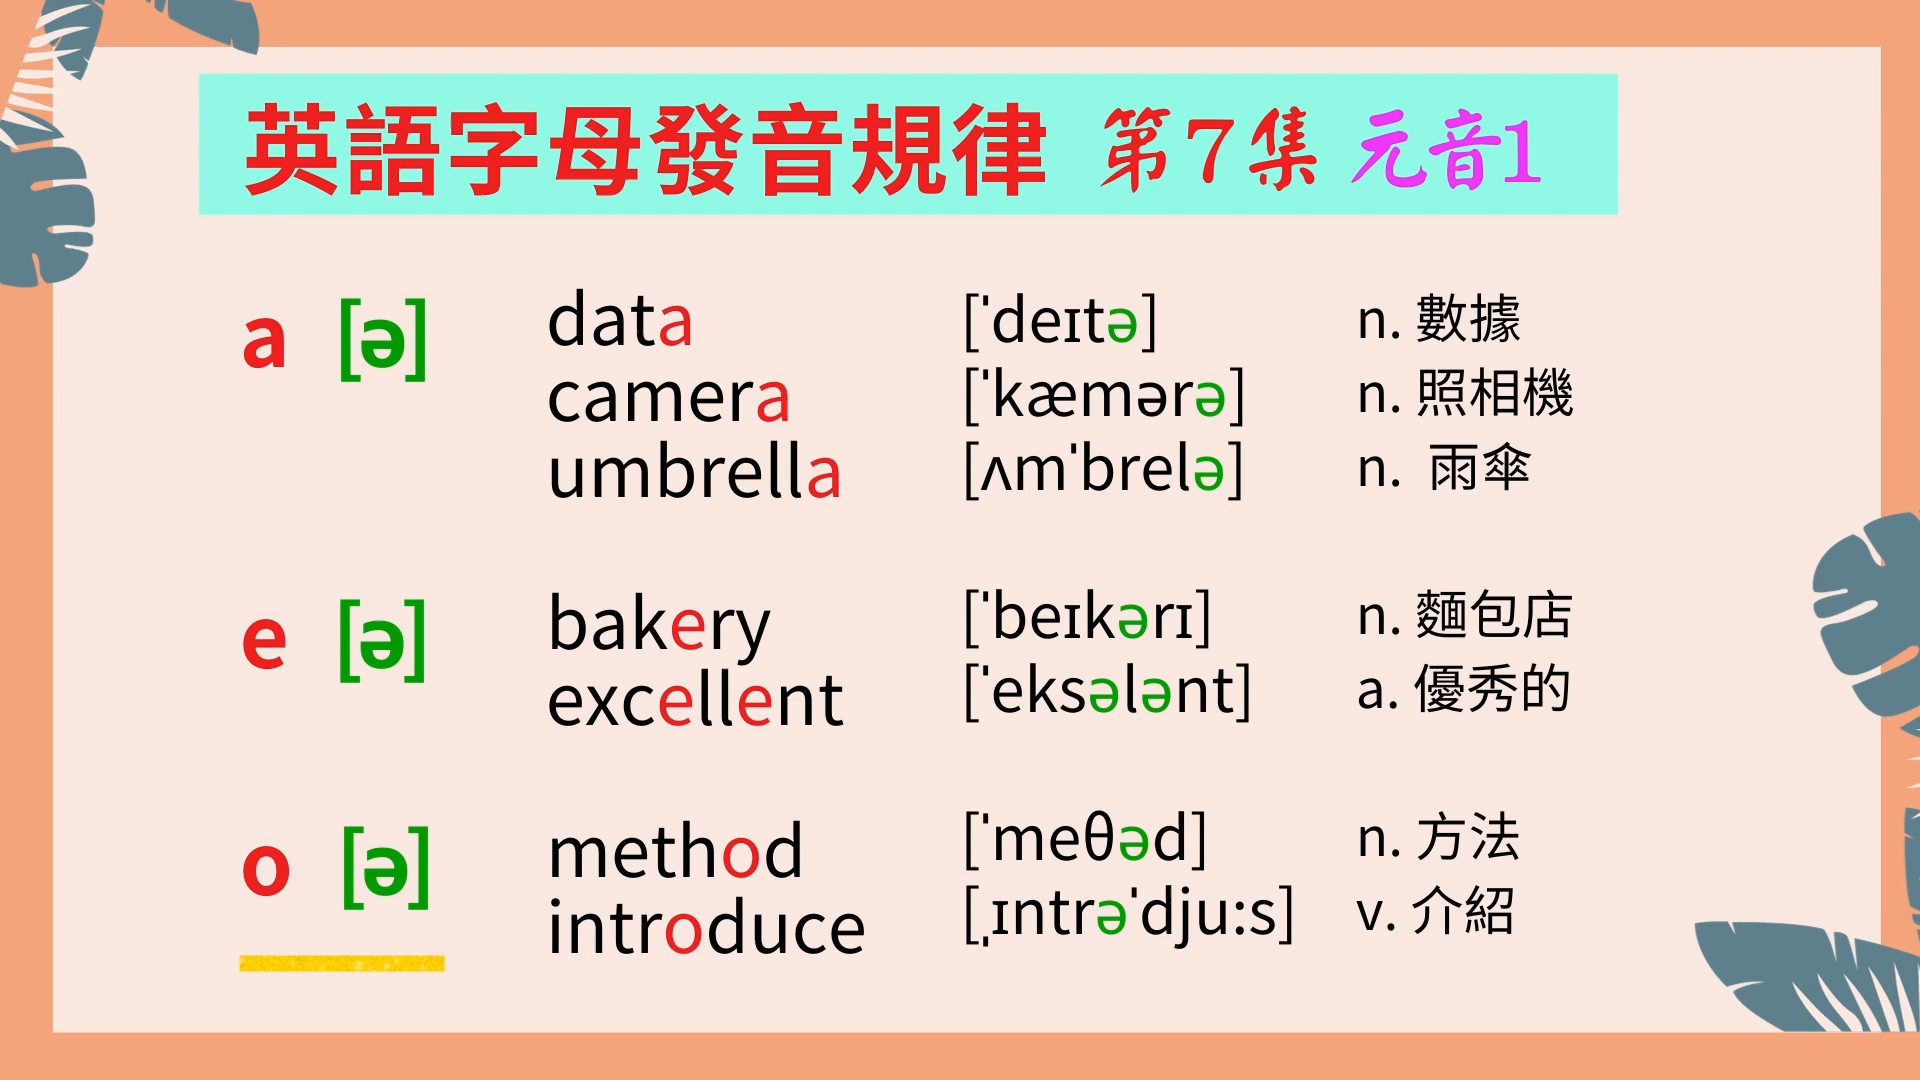 英語字母發音規律 第7集 元音1
a [ə] data [ˈdeɪtə] n. 數據
camera [ˈkæmərə] n. 照相機
umbrella [ʌmˈbrelə] n. 雨傘
e [ə] bakery [ˈbeɪkərɪ] n. 麵包店
excellent [ˈeksələnt] a. 優秀的
o [ə] method [ˈmeθəd] n. 方法
introduce [ˌɪntrəˈdju:s] v. 介紹